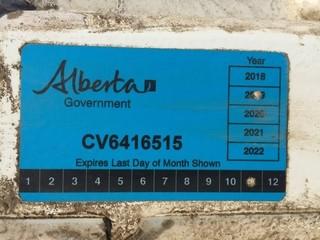 Alberta
Government
Year
2018
2020
2021
2022
CV6416515
Expires Last Day of Month Shown
1 2 3 4 5 6 7 8 9 10 12